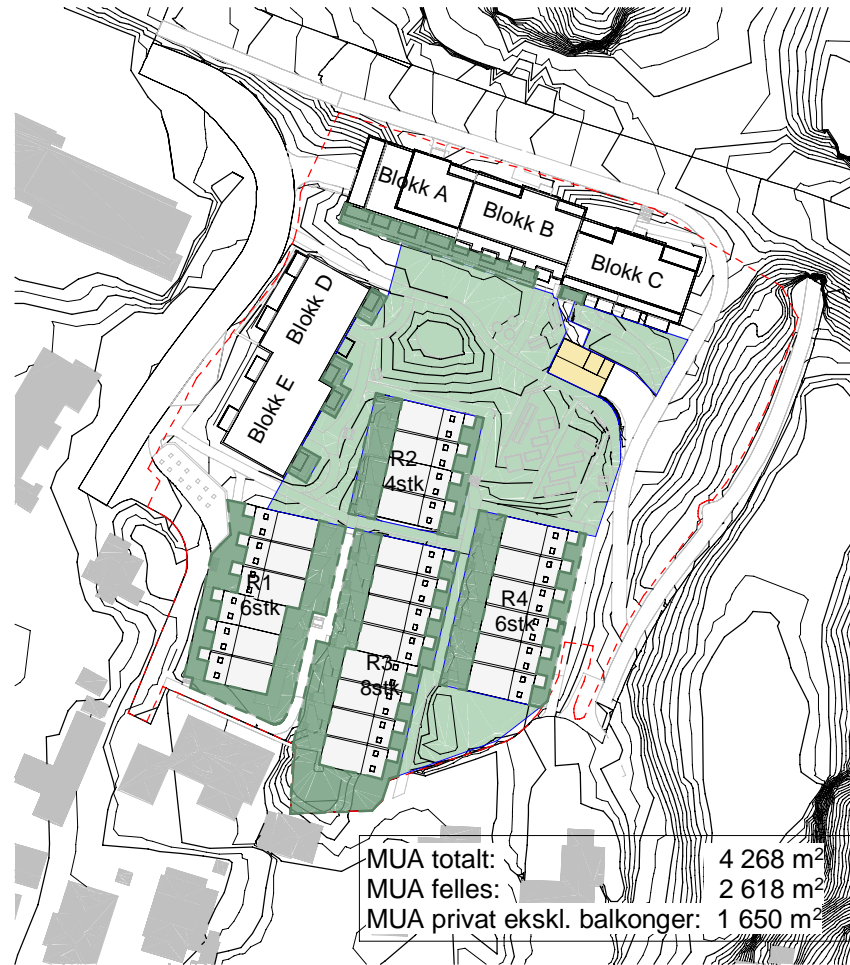 Blokk A
Blokk B
Blokk C
Blokk D
Blokk E
R2
4stk
R1
6stk
R4
6stk
R3
8stk
MUA totalt: 4 268 m²
MUA felles: 2 618 m²
MUA privat ekskl. balkonger: 1 650 m²